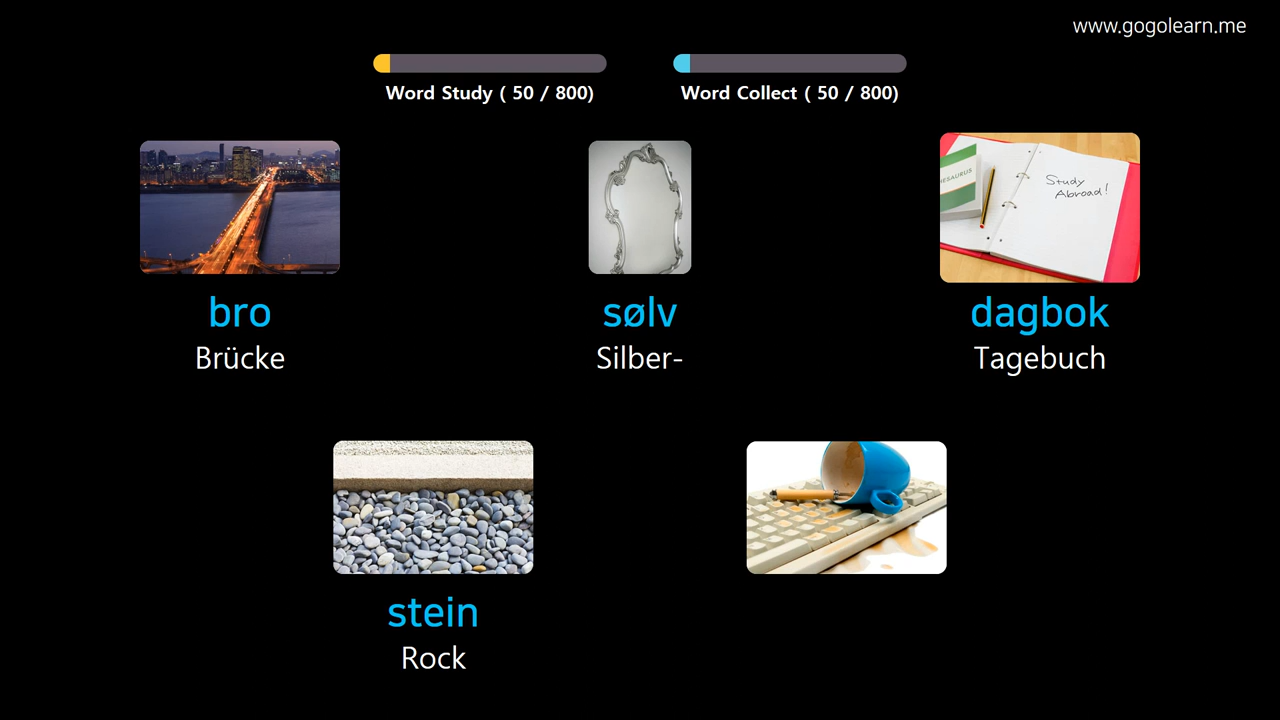 www.gogolearn.me
Word Study ( 50 / 800)
Word Collect ( 50 / 800)
THESAURUS
Study
Abroad!
bro
Brücke
sølv
Silber-
dagbok
Tagebuch
stein
Rock